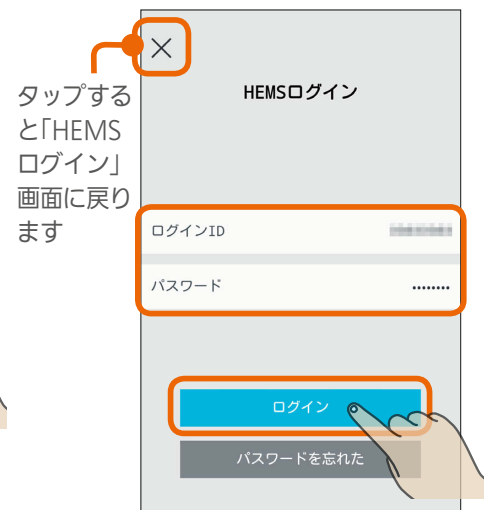 HEMSログイン
タップする
と「HEMS
ログイン」
画面に戻り
ます
ログインID
パスワード
ログイン
パスワードを忘れた